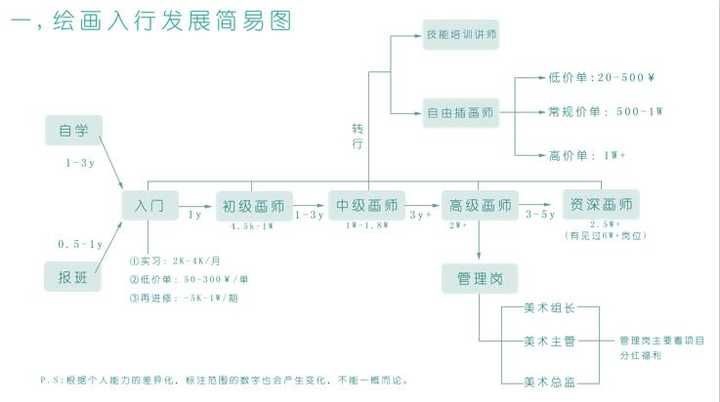 一,绘画入行发展简易图
技能培训讲师
自由插画师
低价单:20-500¥
常规价单: 500-1W
高价单: 1W+
转行
自学
1-3y
入门
1y
初级画师
4.5k-1W
1-3y
中级画师
1W-1.8W
3y+
高级画师
2W+
3-5y
资深画师
2.5W+
(有见过6W+岗位)
0.5-1y
报班
①实习: 2K-4K/月
②低价单: 50-300¥/单
③再进修: -5K-1W/期
管理岗
美术组长
美术主管
美术总监
管理岗主要看项目
分红福利
P.S:根据个人能力的差异化, 标注范围的数字也会产生变化, 不能一概而论。